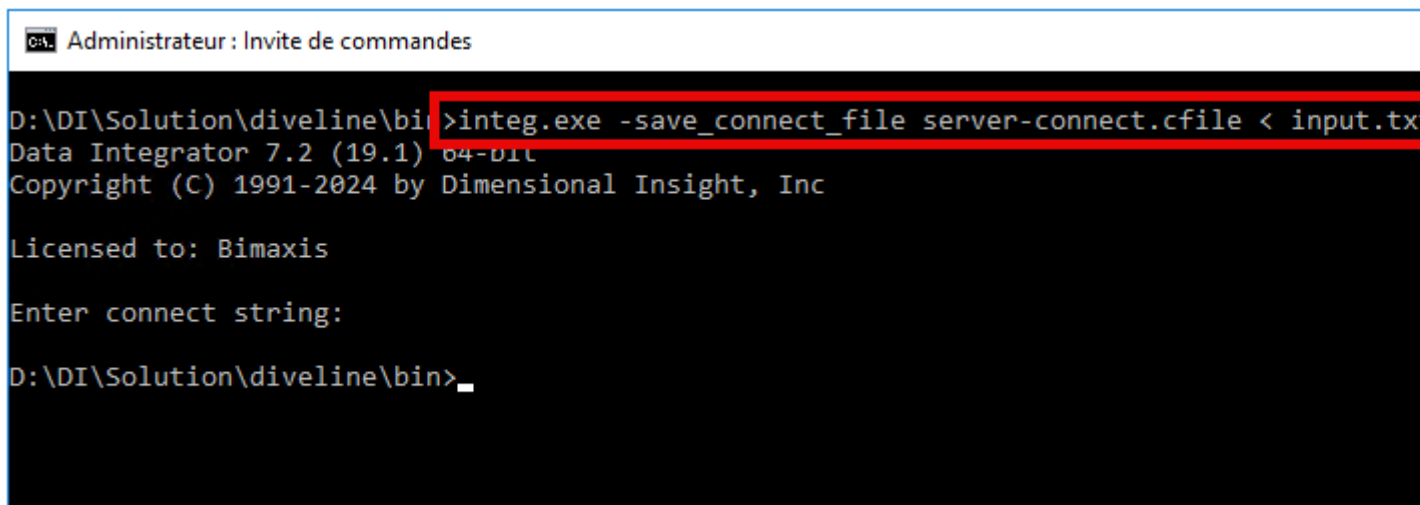 Administrateur : Invite de commandes
D:\DI\Solution\diveline\bin>integ.exe -save_connect_file server-connect.cfile < input.tx
Data Integrator 7.2 (19.1) 64-bit
Copyright (C) 1991-2024 by Dimensional Insight, Inc
Licensed to: Bimaxis
Enter connect string:
D:\DI\Solution\diveline\bin>